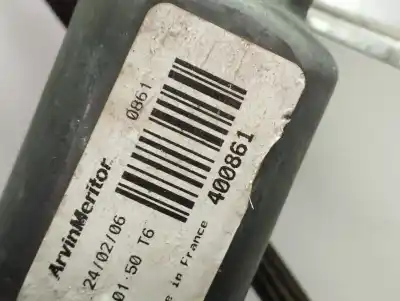 0861
400861
ArvinMeritor
24/02/06
01:50 T6
e in France